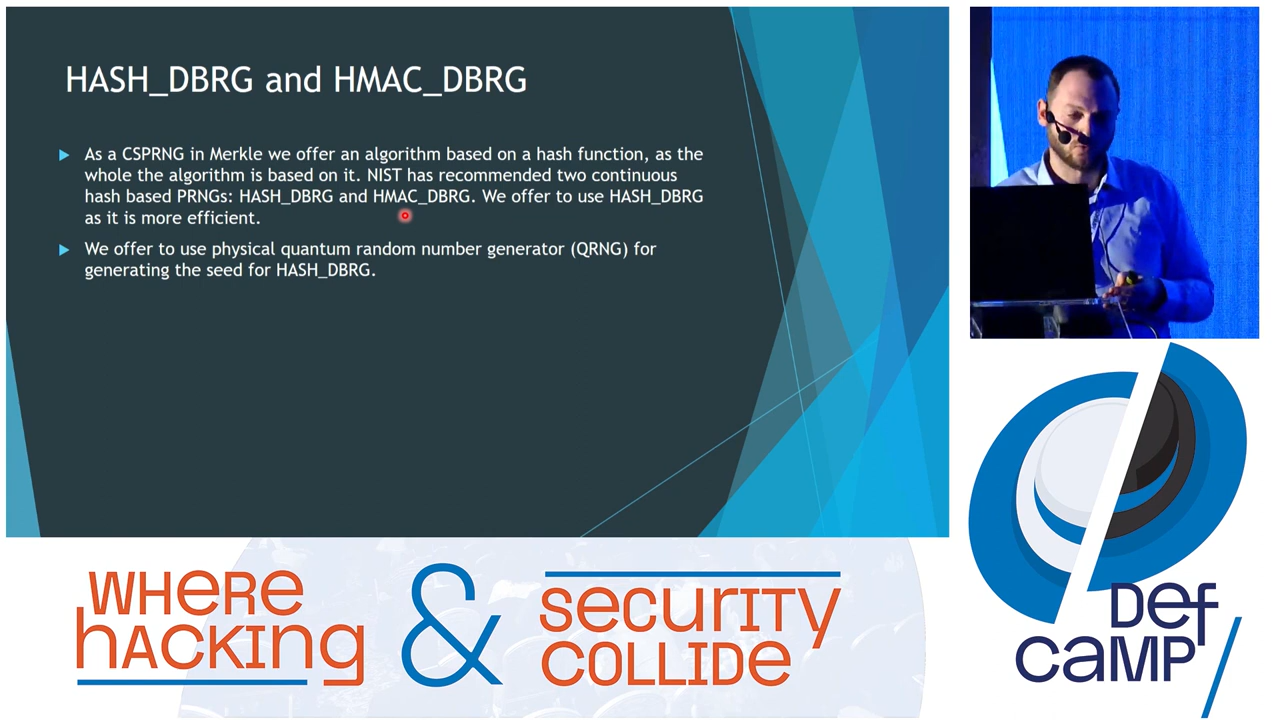 HASH_DBRG and HMAC_DBRG
As a CSPRNG in Merkle we offer an algorithm based on a hash function, as the
whole the algorithm is based on it. NIST has recommended two continuous
hash based PRNGs: HASH_DBRG and HMAC_DBRG. We offer to use HASH_DBRG
as it is more efficient.
We offer to use physical quantum random number generator (QRNG) for
generating the seed for HASH_DBRG.
WHERE
hACKING
&
SECURITY
COLLIDE
DEF
CAMP/